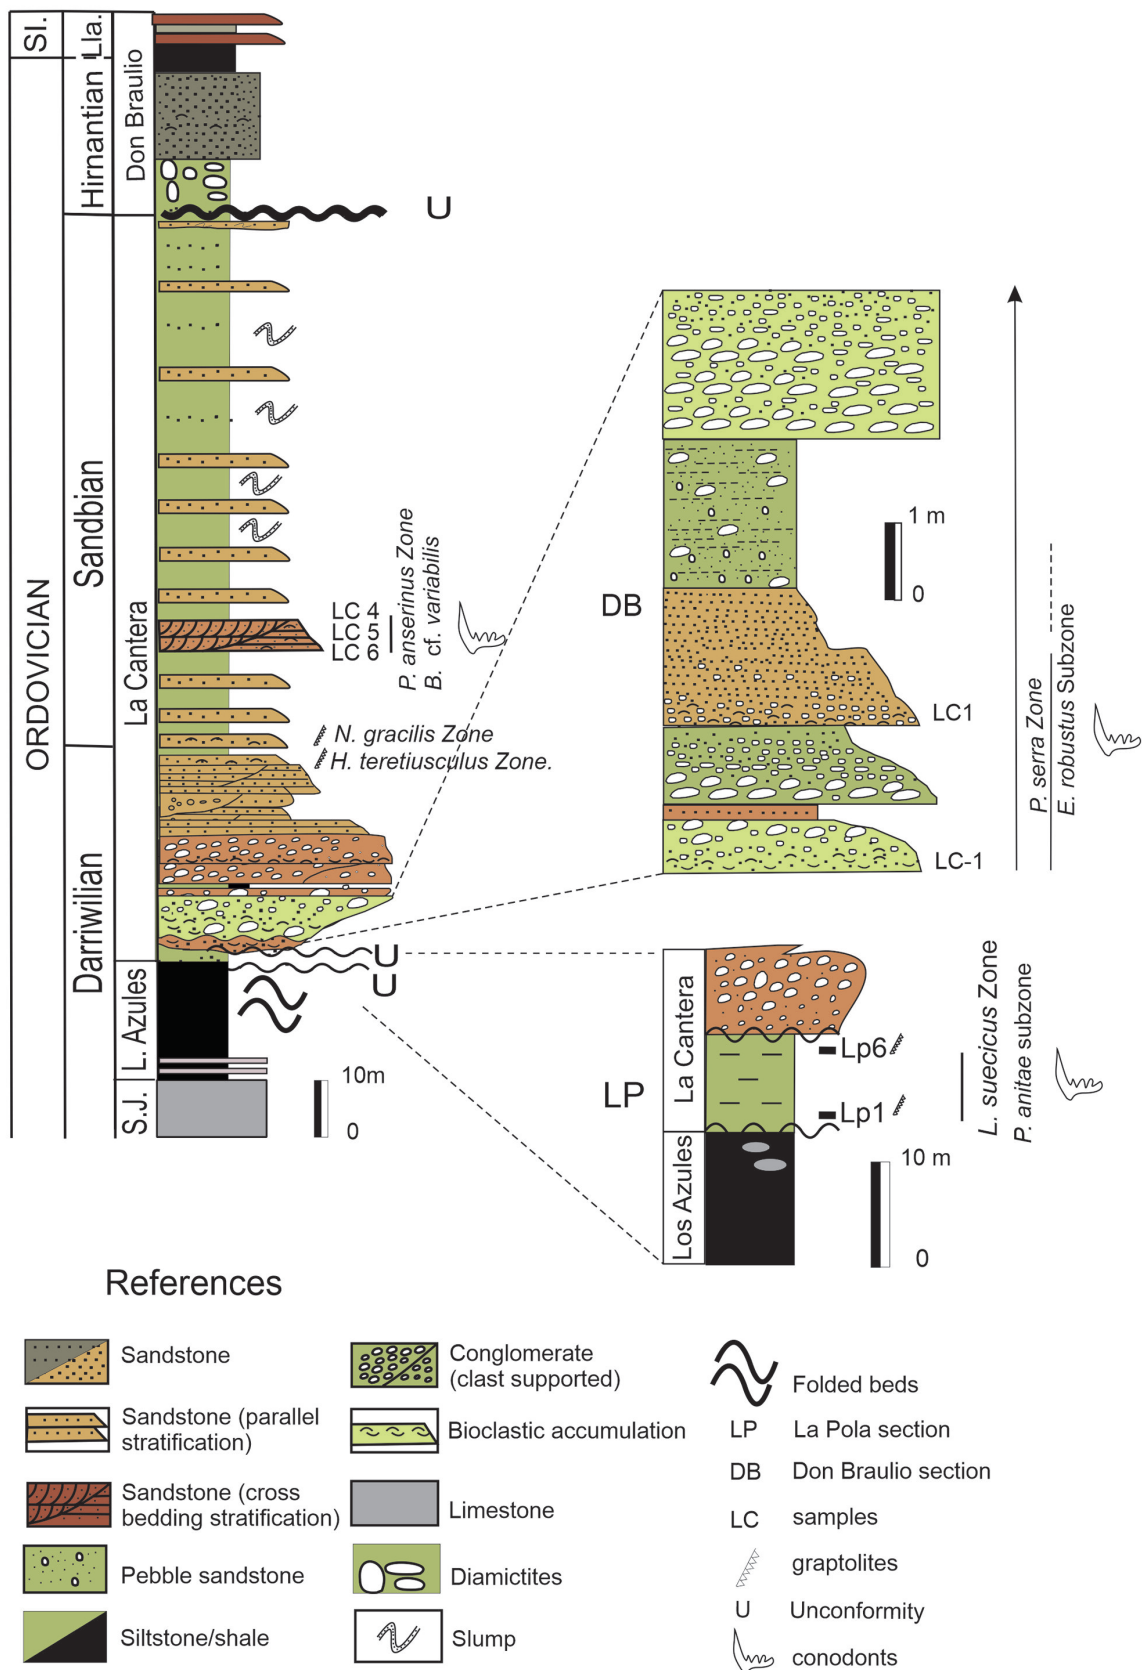 SI.
ORDOVICIAN
Lla.
Hirnantian
Sandbian
Darriwilian
Don Braulio
La Cantera
L. Azules
S.J.
U
LC 4
LC 5
LC 6
P. anserinus Zone
B. cf. variabilis
N. gracilis Zone
H. teretiusculus Zone.
U
U
10m
0
DB
1 m
0
LC1
LC-1
P. serra Zone
E. robustus Subzone
LP
La Cantera
Los Azules
Lp6
Lp1
L. suecicus Zone
P. anitae subzone
10 m
0
References
Sandstone
Sandstone (parallel
stratification)
Sandstone (cross
bedding stratification)
Pebble sandstone
Siltstone/shale
Conglomerate
(clast supported)
Bioclastic accumulation
Limestone
Diamictites
Slump
Folded beds
LP La Pola section
DB Don Braulio section
LC samples
graptolites
U Unconformity
conodonts